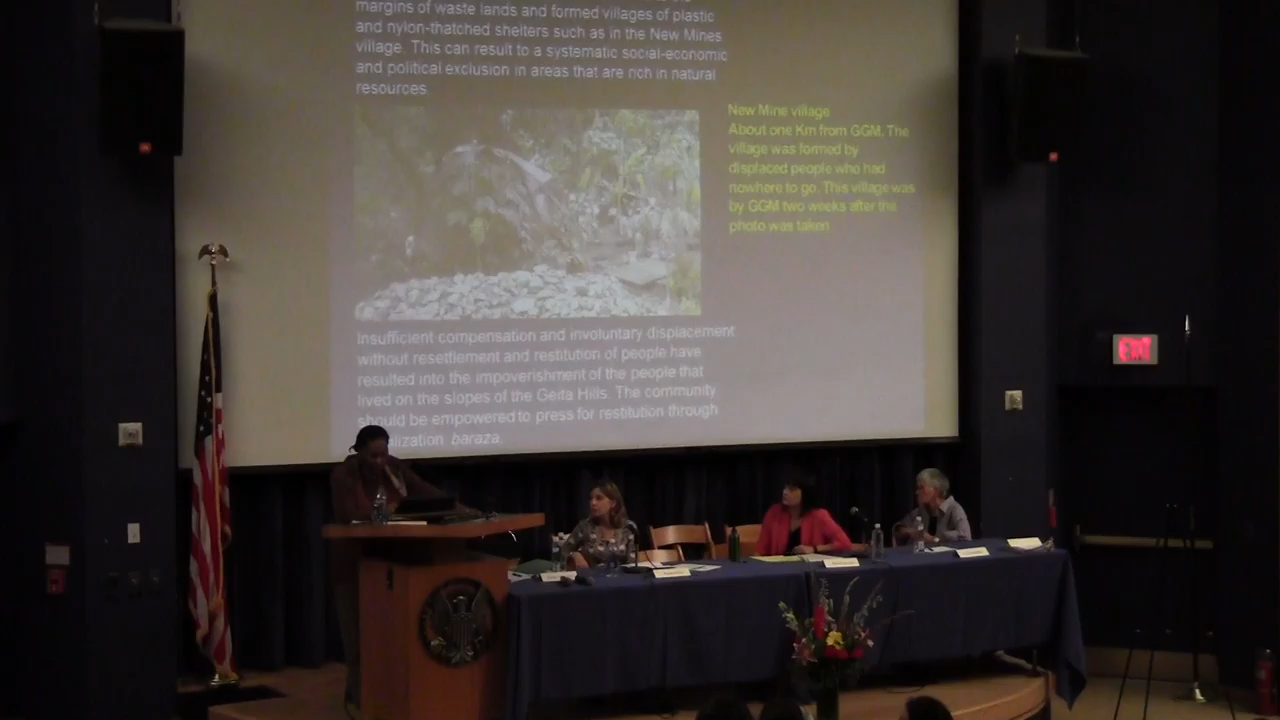 margins of waste lands and formed villages of plastic
and nylon-thatched shelters such as in the New Mines
village. This can result to a systematic social-economic
and political exclusion in areas that are rich in natural
resources.
New Mine village
About one Km from GGM. The
village was formed by
displaced people who had
nowhere to go. This village was
by GGM two weeks after the
photo was taken
Insufficient compensation and involuntary displacement
without resettlement and restitution of people have
resulted into the impoverishment of the people that
lived on the slopes of the Geita Hills. The community
should be empowered to press for restitution through
baraza.
EXIT